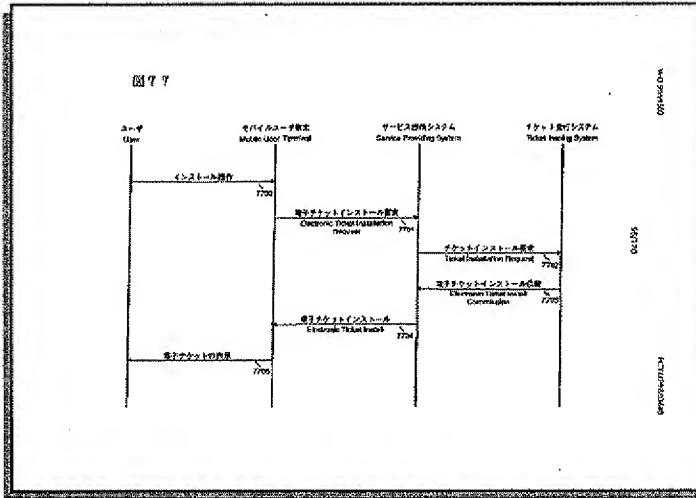 図77
ユーザ
User
モバイルユーザ端末
Mobile User Terminal
サービス提供システム
Service Providing System
チケット発行システム
Ticket Issuing System
インストール操作
7700
電子チケットインストール要求
Electronic Ticket Installation
Request
7701
チケットインストール要求
Ticket Installation Request
7702
電子チケットインストール依頼
Electronic Ticket Install
Commission
7703
電子チケットインストール
Electronic Ticket Install
7704
電子チケットの表示
7705